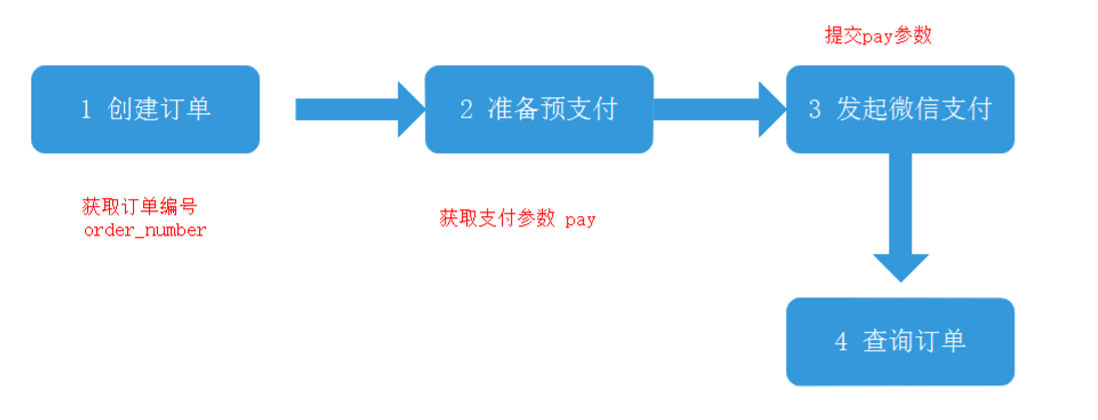 提交pay参数
1 创建订单
2 准备预支付
3 发起微信支付
获取订单编号
order_number
获取支付参数 pay
4 查询订单